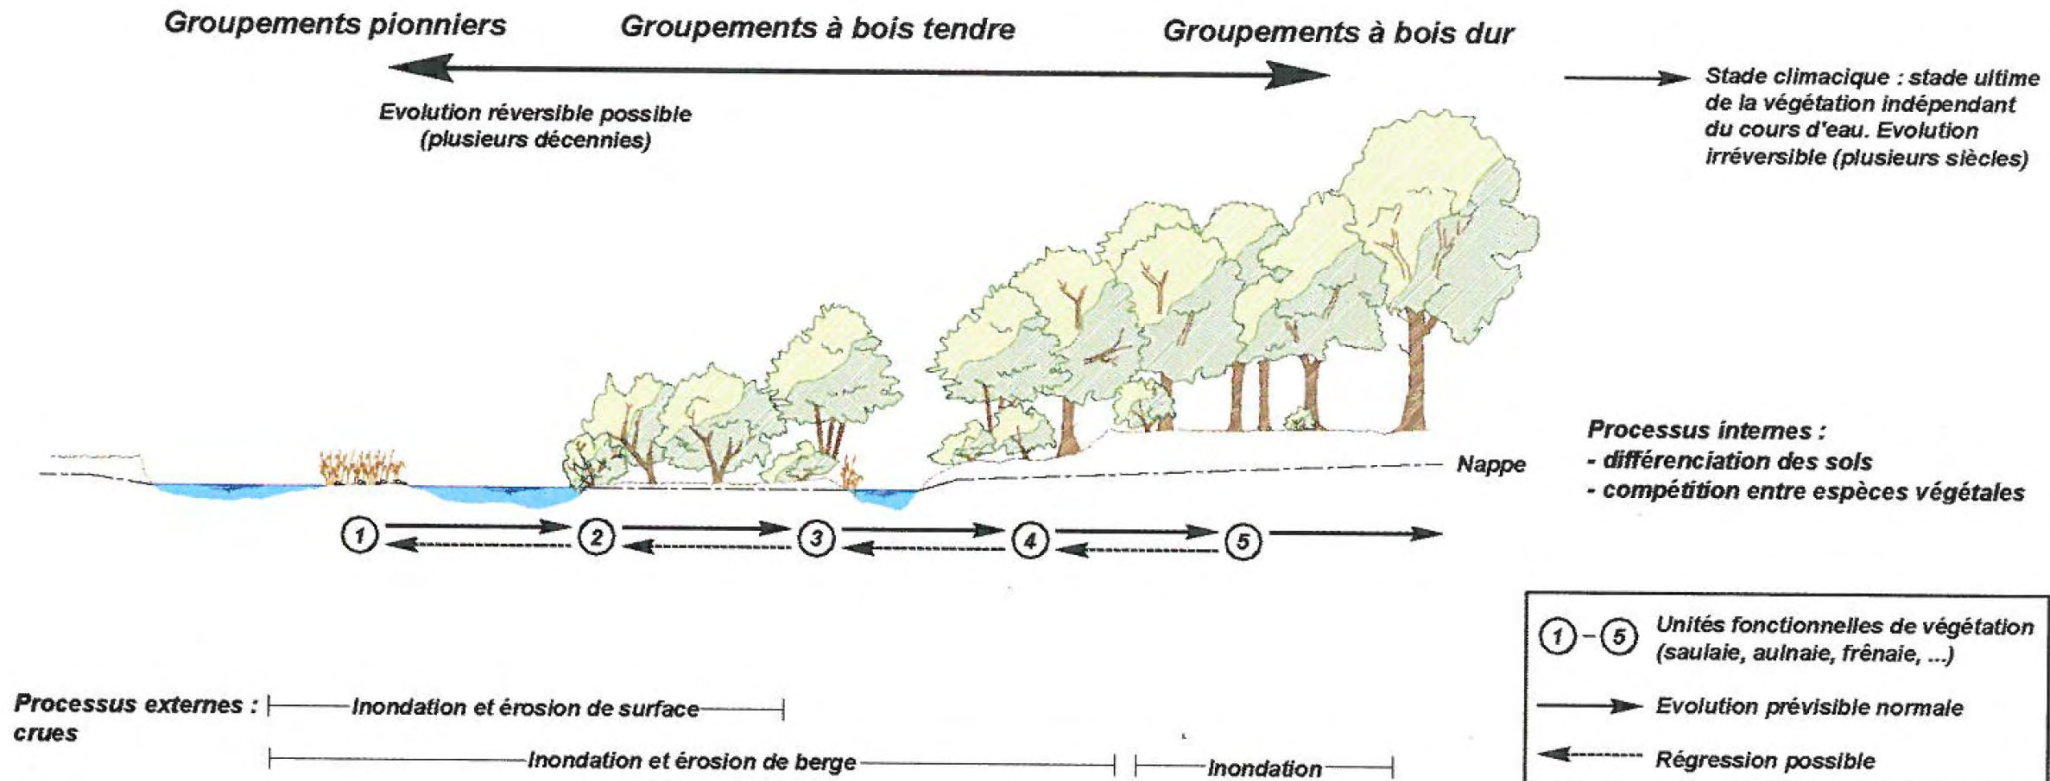 Groupements pionniers
Groupements à bois tendre
Groupements à bois dur
Evolution réversible possible
(plusieurs décennies)
Stade climacique : stade ultime
de la végétation indépendant
du cours d'eau. Evolution
irréversible (plusieurs siècles)
Nappe
Processus internes :
- différenciation des sols
- compétition entre espèces végétales
1
2
3
4
5
1 - 5 Unités fonctionnelles de végétation
(saulaie, aulnaie, frênaie, ...)
Evolution prévisible normale
Régression possible
Processus externes :
crues
Inondation et érosion de surface
Inondation et érosion de berge
Inondation